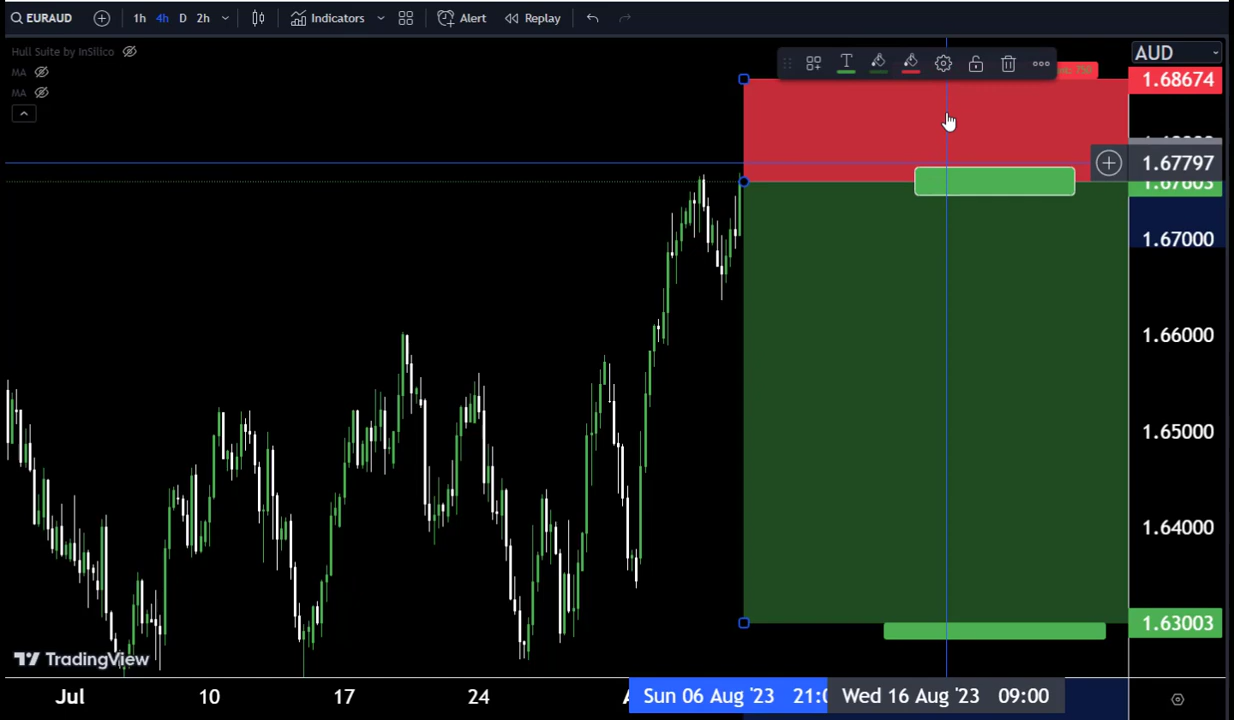 EURAUD 1h 4h D 2h Indicators Alert Replay
Hull Suite by InSilico
MA
MA
AUD
1.68674
1.67797
1.67603
1.67000
1.66000
1.65000
1.64000
1.63003
TradingView
Jul 10 17 24 Sun 06 Aug '23 Wed 16 Aug '23 09:00